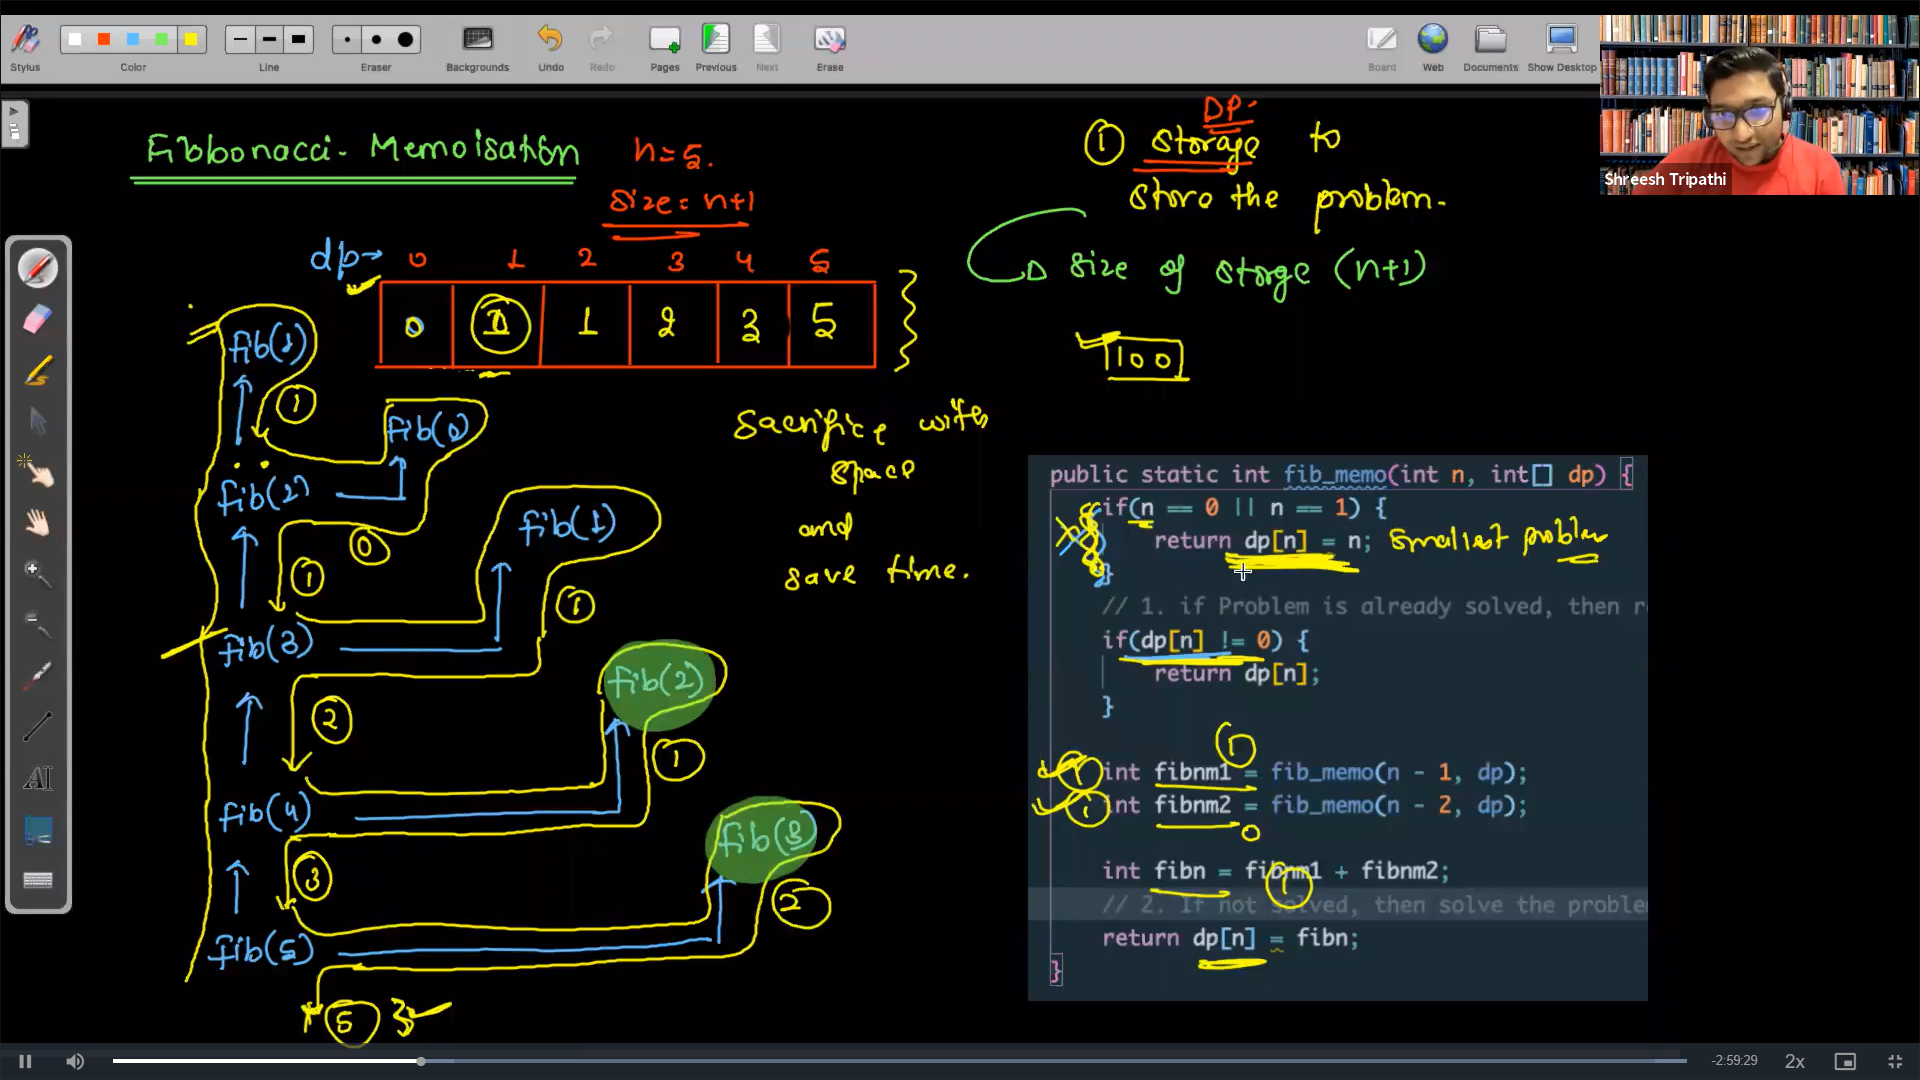 Stylus
Color
Line
Eraser
Backgrounds
Undo
Redo
Pages
Previous
Next
Erase
Board
Web
Documents
Show Desktop
Shreesh Tripathi
Fibbonacci- Memoisation
n=5.
size = n+1
DP-
① storage to
store the problem.
size of storge (n+1)
100
dp→ 0 1 2 3 4 5
0 1 1 2 3 5
sacrifice with
space
and
save time.
fib(1)
1
fib(0)
fib(2)
0
1
fib(1)
1
fib(3)
2
fib(2)
1
fib(4)
3
fib(3)
2
fib(5)
5
public static int fib_memo(int n, int[] dp) {
if(n == 0 || n == 1) {
return dp[n] = n; smallest problem
}
// 1. if Problem is already solved, then r
if(dp[n] != 0) {
return dp[n];
}
1
int fibnm1 = fib_memo(n - 1, dp);
int fibnm2 = fib_memo(n - 2, dp);
0
int fibn = fibnm1 + fibnm2;
1
// 2. If not solved, then solve the proble
return dp[n] = fibn;
}
-2:59:29
2x